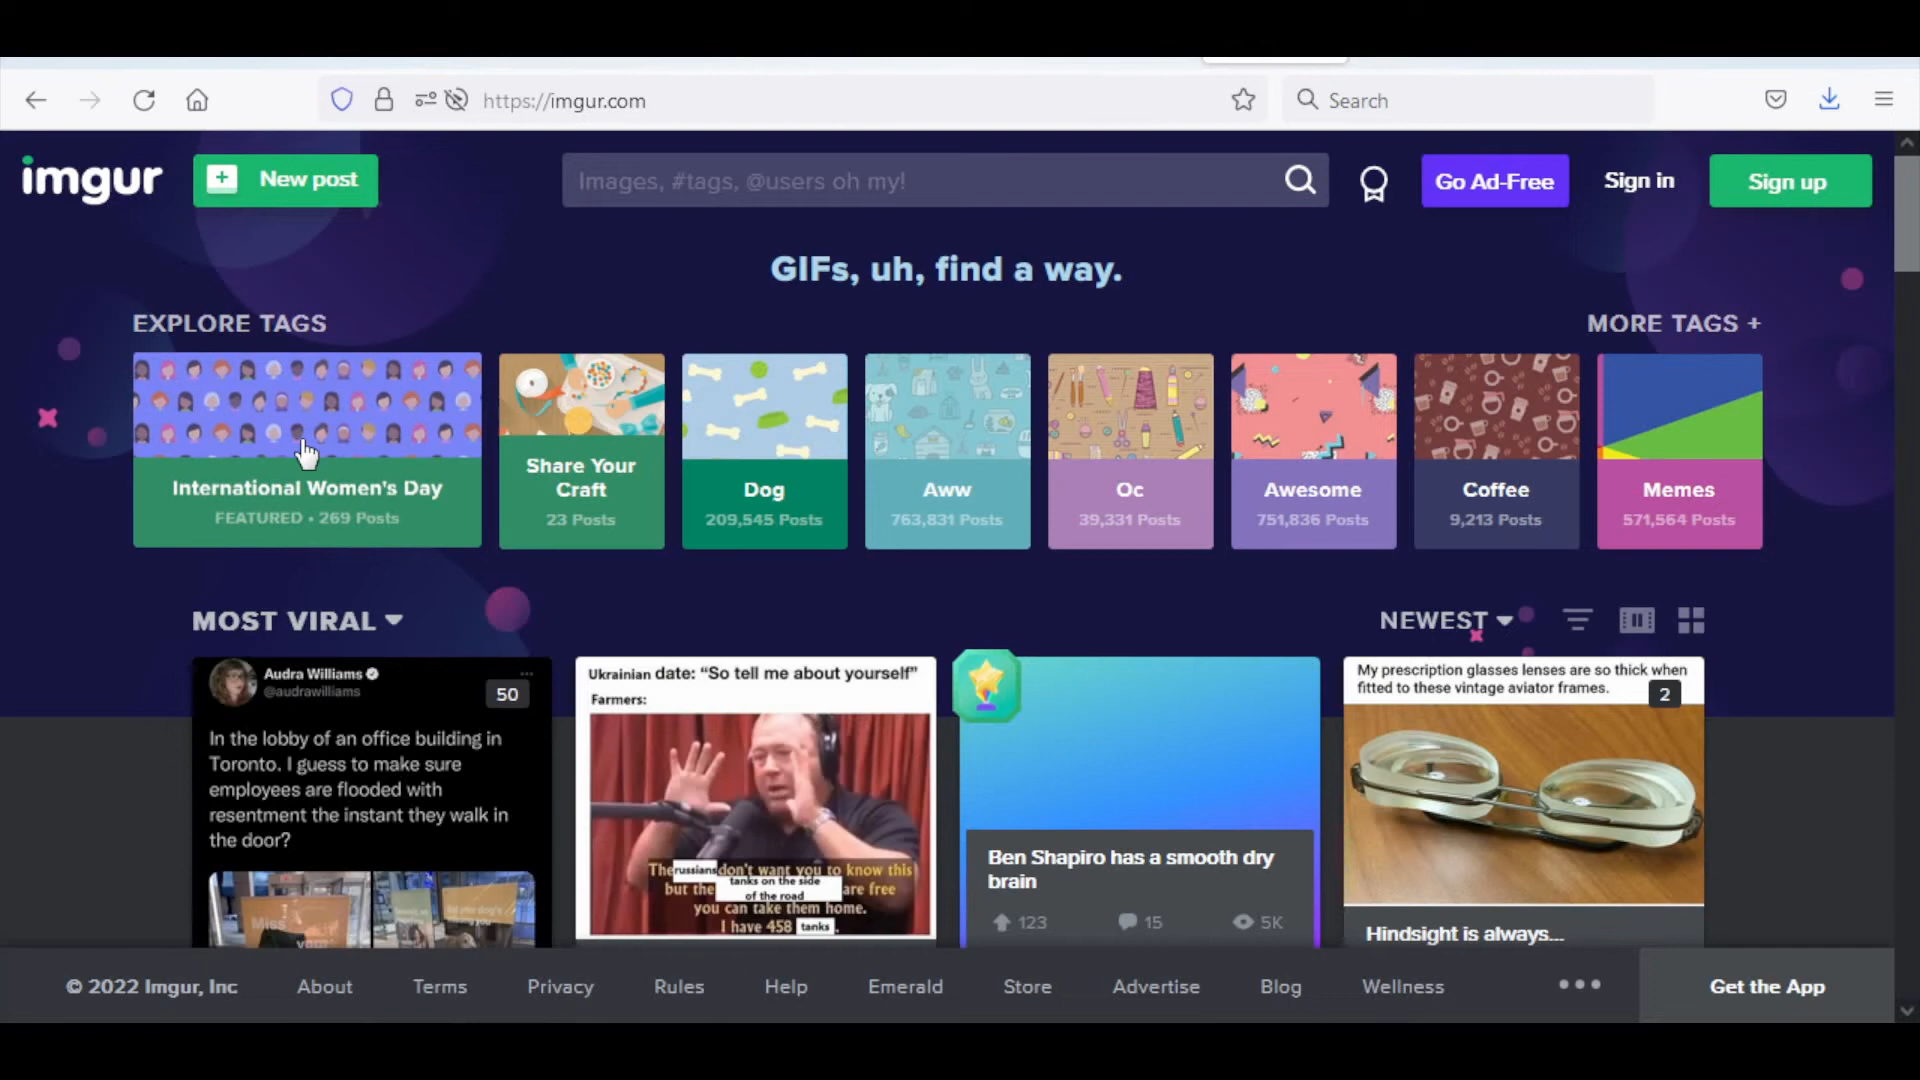 https://imgur.com
Search
imgur
New post
Images, #tags, @users oh my!
Go Ad-Free
Sign in
Sign up
GIFs, uh, find a way.
EXPLORE TAGS
MORE TAGS +
International Women's Day
FEATURED • 269 Posts
Share Your
Craft
23 Posts
Dog
209,545 Posts
Aww
763,831 Posts
Oc
39,331 Posts
Awesome
751,836 Posts
Coffee
9,213 Posts
Memes
571,564 Posts
MOST VIRAL
NEWEST
Audra Williams
@audrawilliams
50
In the lobby of an office building in
Toronto. I guess to make sure
employees are flooded with
resentment the instant they walk in
the door?
Miss
Ukrainian date: “So tell me about yourself”
Farmers:
The russians don't want you to know this
but the tanks on the side of the road are free
you can take them home.
I have 458 tanks.
Ben Shapiro has a smooth dry
brain
123
15
5K
My prescription glasses lenses are so thick when
fitted to these vintage aviator frames.
2
Hindsight is always...
© 2022 Imgur, Inc
About
Terms
Privacy
Rules
Help
Emerald
Store
Advertise
Blog
Wellness
Get the App